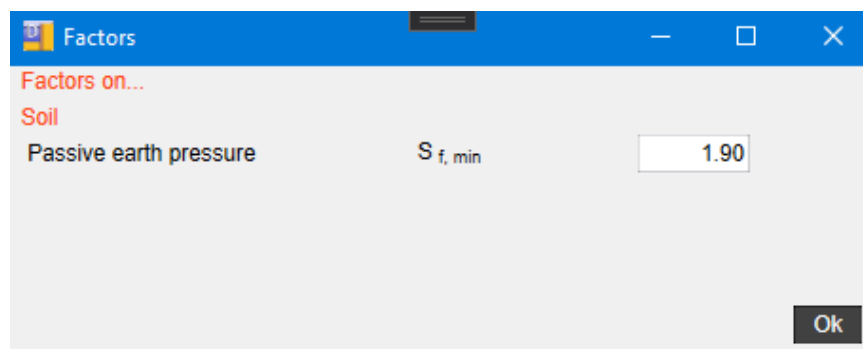 Factors
Factors on...
Soil
Passive earth pressure S f, min 1.90
Ok